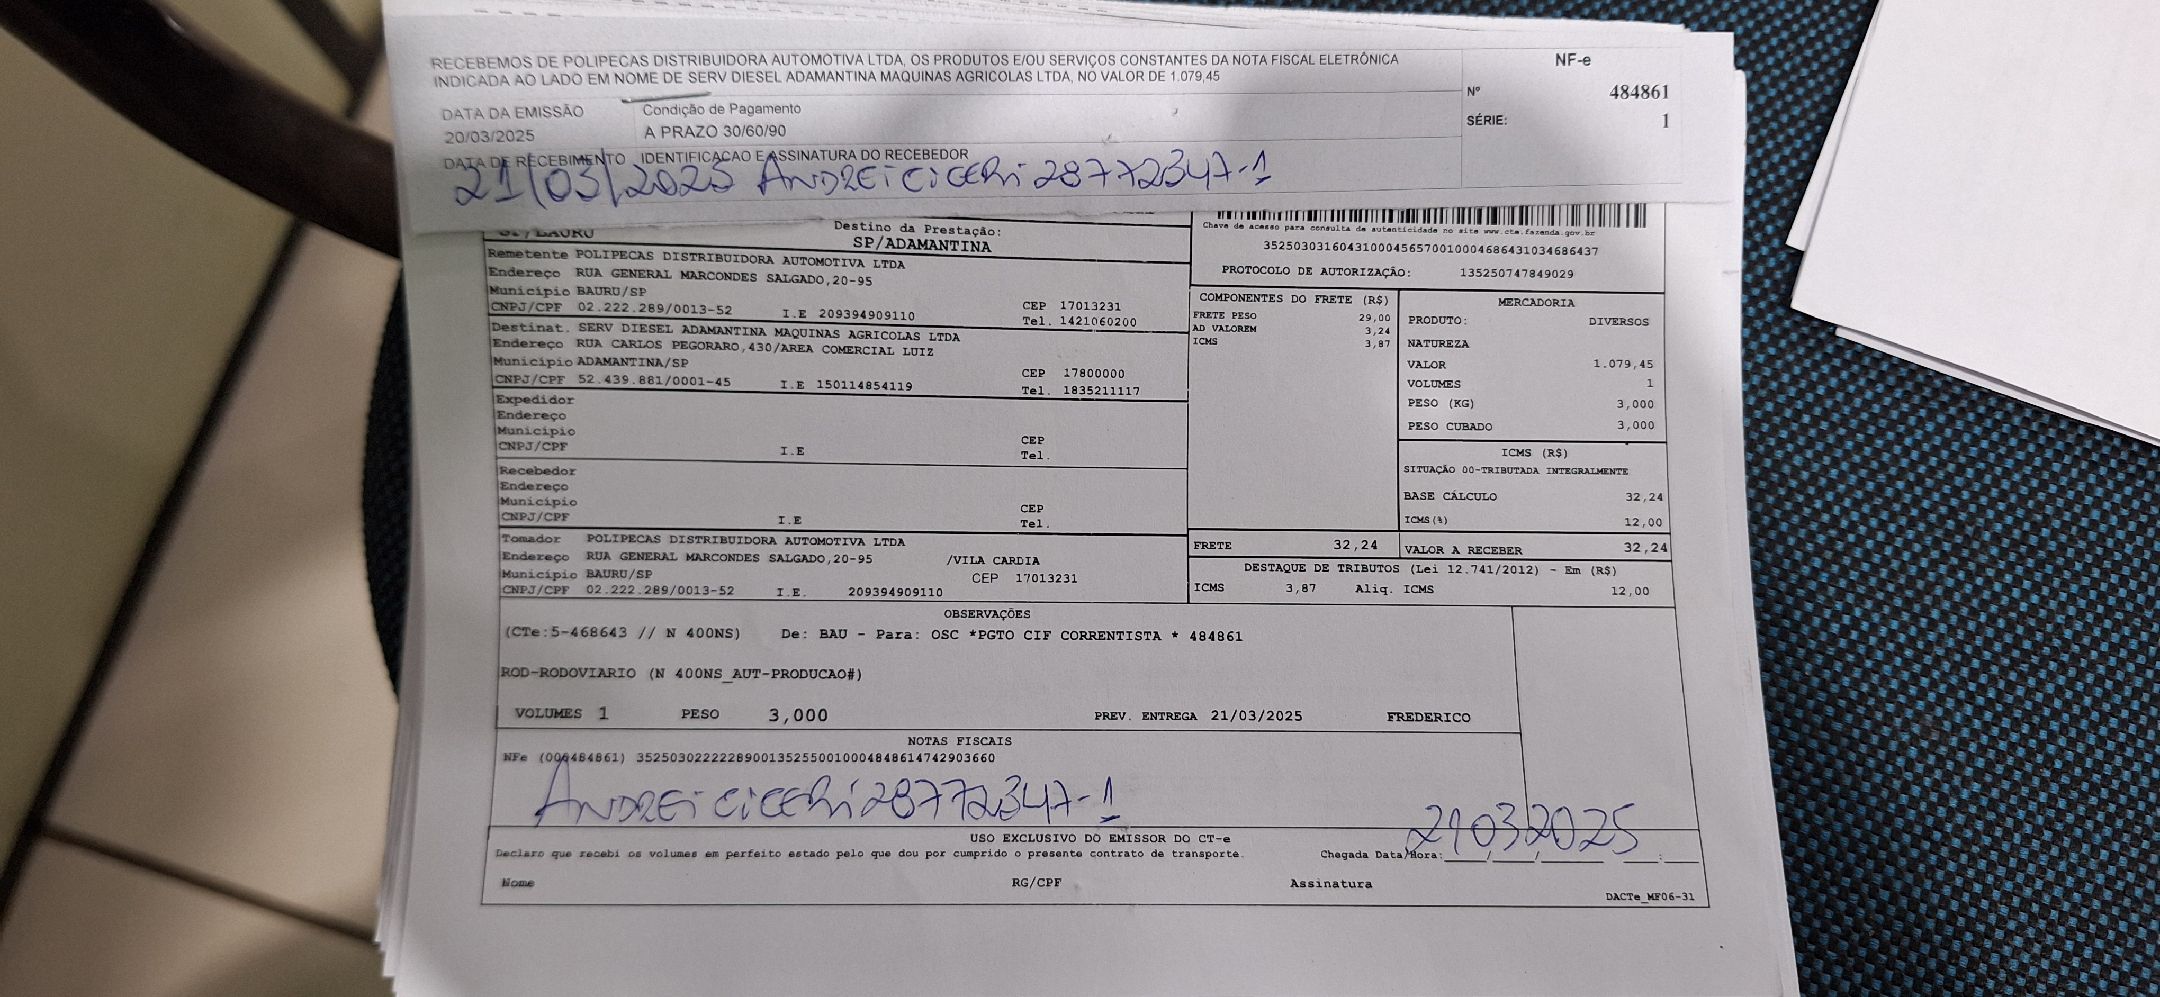 RECEBEMOS DE POLIPECAS DISTRIBUIDORA AUTOMOTIVA LTDA, OS PRODUTOS E/OU SERVIÇOS CONSTANTES DA NOTA FISCAL ELETRÔNICA
INDICADA AO LADO EM NOME DE SERV DIESEL ADAMANTINA MAQUINAS AGRICOLAS LTDA, NO VALOR DE 1.079,45
NF-e
Nº 484861
SÉRIE: 1
DATA DA EMISSÃO Condição de Pagamento
20/03/2025 A PRAZO 30/60/90
DATA DE RECEBIMENTO IDENTIFICACAO E ASSINATURA DO RECEBEDOR
21/03/2025 ANDREI CICERI 28772347-1
SP/BAURU
Destino da Prestação:
SP/ADAMANTINA
Chave de acesso para consulta de autenticidade no site www.cte.fazenda.gov.br
35250303160431000456570010004686431034686437
PROTOCOLO DE AUTORIZAÇÃO: 135250747849029
Remetente POLIPECAS DISTRIBUIDORA AUTOMOTIVA LTDA
Endereço RUA GENERAL MARCONDES SALGADO,20-95
Município BAURU/SP CEP 17013231
CNPJ/CPF 02.222.289/0013-52 I.E 209394909110 Tel. 1421060200
Destinat. SERV DIESEL ADAMANTINA MAQUINAS AGRICOLAS LTDA
Endereço RUA CARLOS PEGORARO,430/AREA COMERCIAL LUIZ
Município ADAMANTINA/SP CEP 17800000
CNPJ/CPF 52.439.881/0001-45 I.E 150114854119 Tel. 1835211117
Expedidor
Endereço
Município CEP
CNPJ/CPF I.E Tel.
Recebedor
Endereço
Município CEP
CNPJ/CPF I.E Tel.
Tomador POLIPECAS DISTRIBUIDORA AUTOMOTIVA LTDA
Endereço RUA GENERAL MARCONDES SALGADO,20-95 /VILA CARDIA
Município BAURU/SP CEP 17013231
CNPJ/CPF 02.222.289/0013-52 I.E. 209394909110
COMPONENTES DO FRETE (R$)
FRETE PESO 29,00
AD VALOREM 3,24
ICMS 3,87
MERCADORIA
PRODUTO: DIVERSOS
NATUREZA
VALOR 1.079,45
VOLUMES 1
PESO (KG) 3,000
PESO CUBADO 3,000
ICMS (R$)
SITUAÇÃO 00-TRIBUTADA INTEGRALMENTE
BASE CÁLCULO 32,24
ICMS(%) 12,00
FRETE 32,24 VALOR A RECEBER 32,24
DESTAQUE DE TRIBUTOS (Lei 12.741/2012) - Em (R$)
ICMS 3,87 Aliq. ICMS 12,00
OBSERVAÇÕES
(CTe:5-468643 // N 400NS) De: BAU - Para: OSC *PGTO CIF CORRENTISTA * 484861
ROD-RODOVIARIO (N 400NS_AUT-PRODUCAO#)
VOLUMES 1 PESO 3,000 PREV. ENTREGA 21/03/2025 FREDERICO
NOTAS FISCAIS
NFe (000484861) 35250302222289001352550010004848614742903660
ANDREI CICERI 28772347-1
21032025
USO EXCLUSIVO DO EMISSOR DO CT-e
Declaro que recebi os volumes em perfeito estado pelo que dou por cumprido o presente contrato de transporte. Chegada Data/Hora:____/____/____ ____:____
Nome RG/CPF Assinatura
DACTe_MF06-31